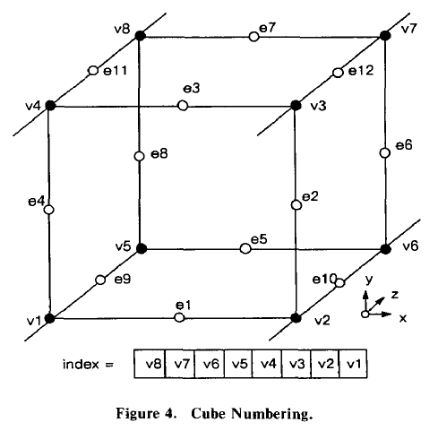 v8 e7 v7
e11 e12
e3
v4 v3
e8 e6
e4 e2
v5 e5 v6
e9 e10
y
z
v1 e1 v2 x
index = v8 v7 v6 v5 v4 v3 v2 v1
Figure 4. Cube Numbering.